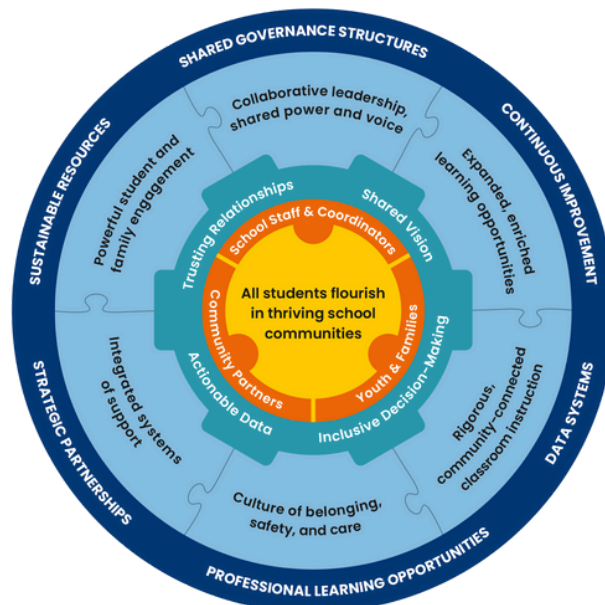 SHARED GOVERNANCE STRUCTURES
CONTINUOUS IMPROVEMENT
DATA SYSTEMS
PROFESSIONAL LEARNING OPPORTUNITIES
STRATEGIC PARTNERSHIPS
SUSTAINABLE RESOURCES
Collaborative leadership,
shared power and voice
Expanded, enriched
learning opportunities
Rigorous,
community-connected
classroom instruction
Culture of belonging,
safety, and care
Integrated systems
of support
Powerful student and
family engagement
Trusting Relationships
Shared Vision
Inclusive Decision-Making
Actionable Data
School Staff & Coordinators
Youth & Families
Community Partners
All students flourish
in thriving school
communities